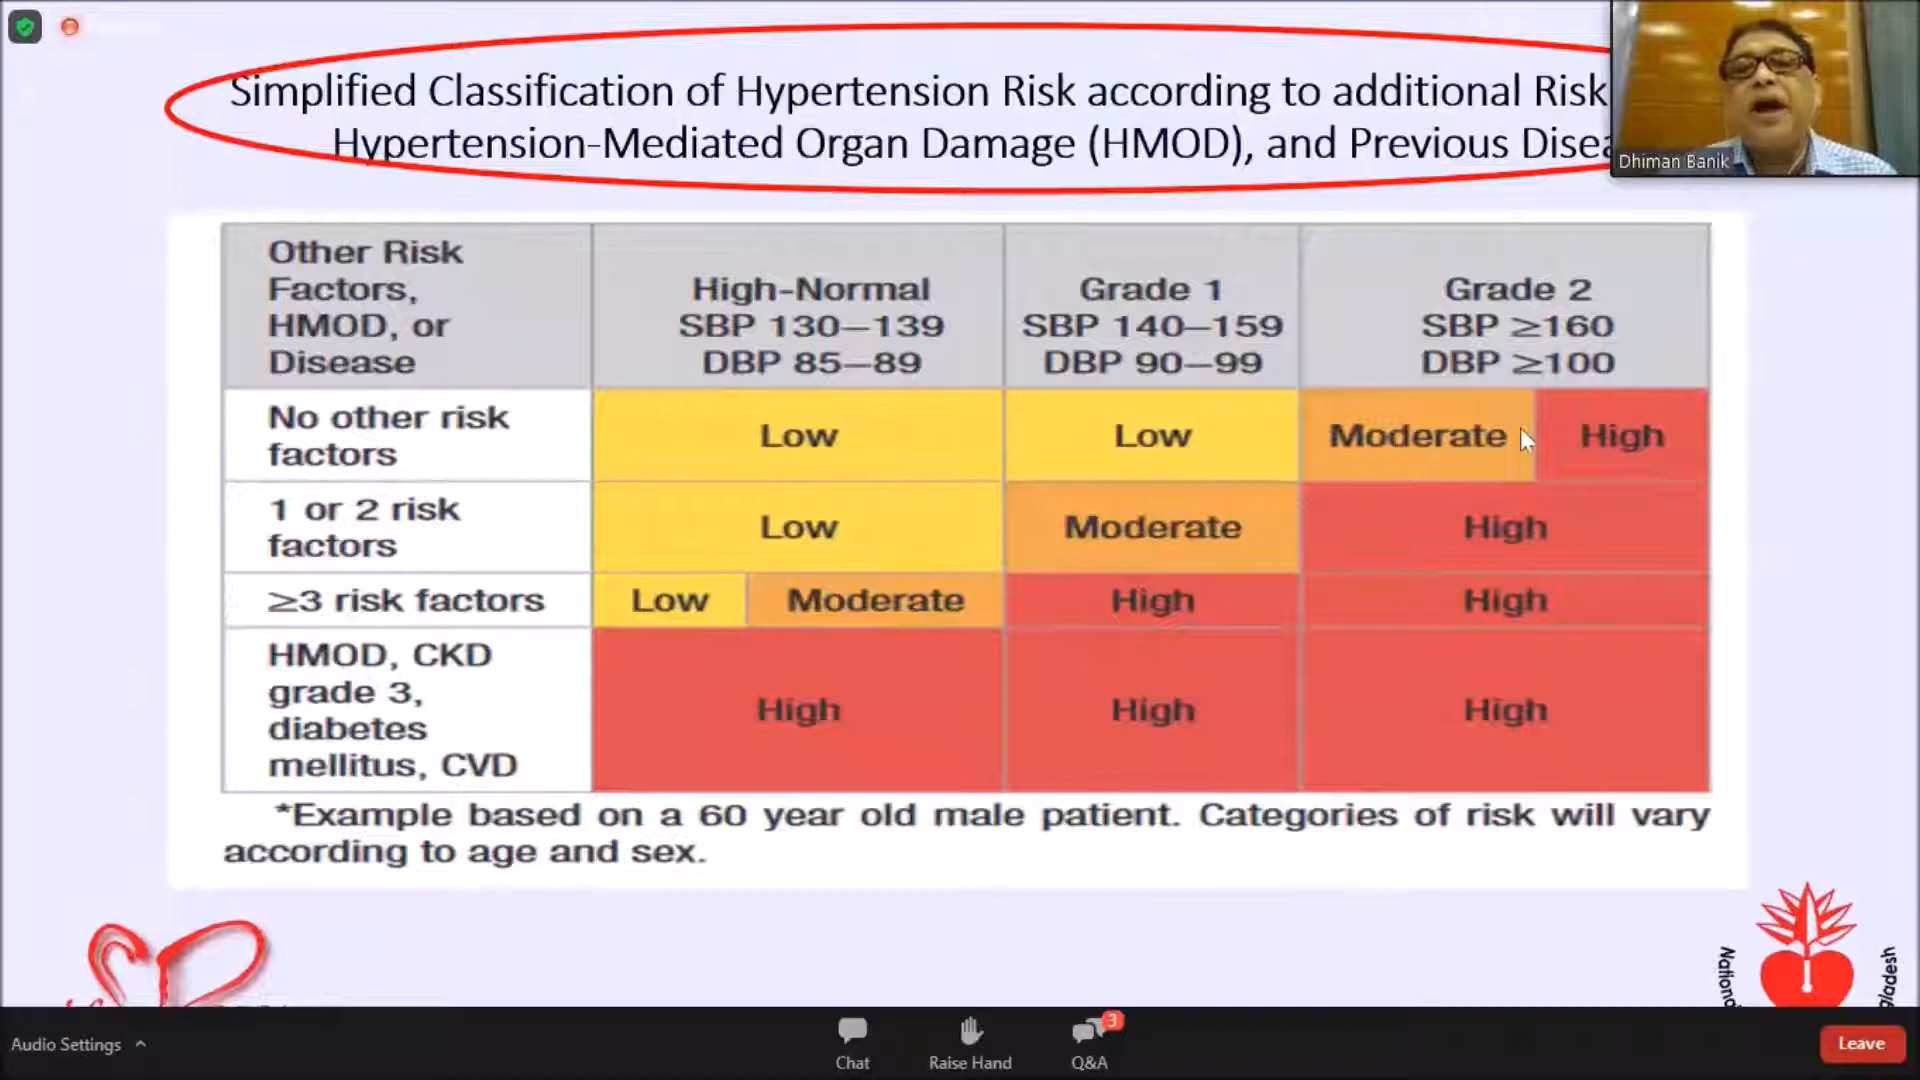 Simplified Classification of Hypertension Risk according to additional Risk
Hypertension-Mediated Organ Damage (HMOD), and Previous Disea
Dhiman Banik
Other Risk
Factors,
HMOD, or
Disease
High-Normal
SBP 130–139
DBP 85–89
Grade 1
SBP 140–159
DBP 90–99
Grade 2
SBP ≥160
DBP ≥100
No other risk
factors
Low
Low
Moderate
High
1 or 2 risk
factors
Low
Moderate
High
≥3 risk factors
Low
Moderate
High
High
HMOD, CKD
grade 3,
diabetes
mellitus, CVD
High
High
High
*Example based on a 60 year old male patient. Categories of risk will vary
according to age and sex.
Nationa
gladesh
Audio Settings
Chat
Raise Hand
3
Q&A
Leave